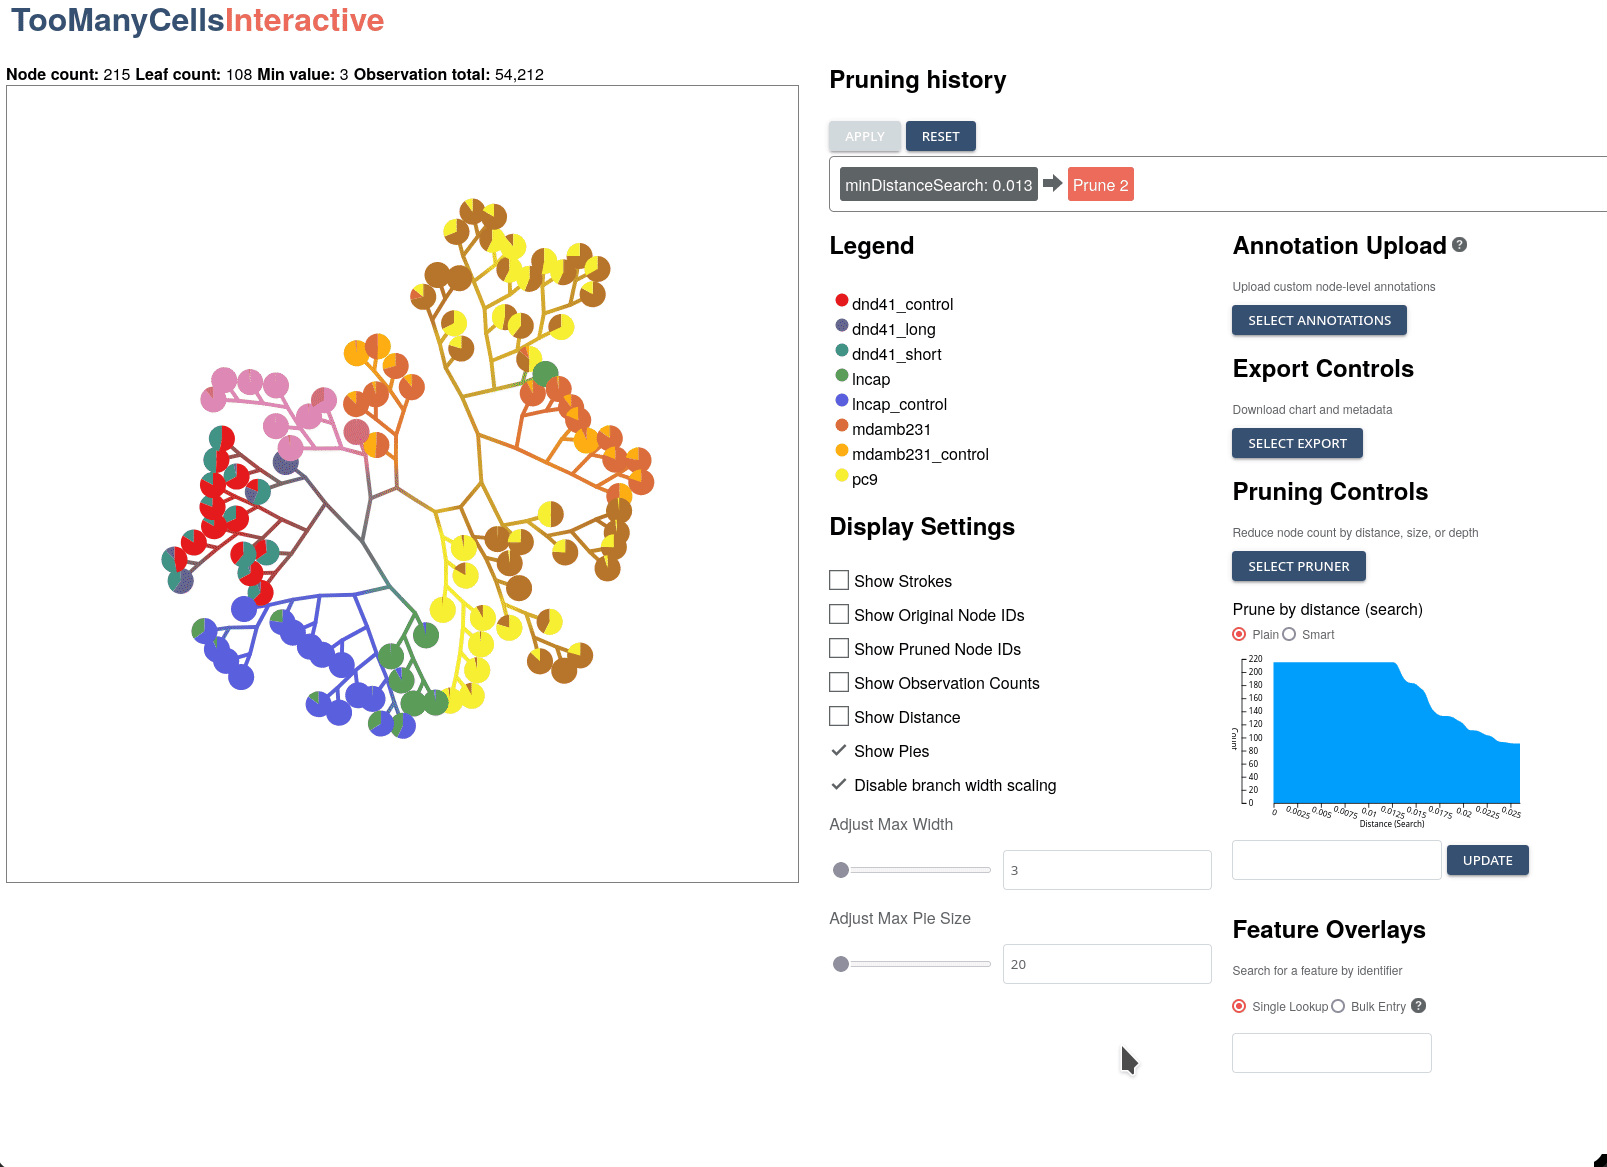 TooManyCellsInteractive
Node count: 215 Leaf count: 108 Min value: 3 Observation total: 54,212
Pruning history
APPLY
RESET
minDistanceSearch: 0.013
Prune 2
Legend
dnd41_control
dnd41_long
dnd41_short
lncap
lncap_control
mdamb231
mdamb231_control
pc9
Display Settings
Show Strokes
Show Original Node IDs
Show Pruned Node IDs
Show Observation Counts
Show Distance
Show Pies
Disable branch width scaling
Adjust Max Width
3
Adjust Max Pie Size
20
Annotation Upload ?
Upload custom node-level annotations
SELECT ANNOTATIONS
Export Controls
Download chart and metadata
SELECT EXPORT
Pruning Controls
Reduce node count by distance, size, or depth
SELECT PRUNER
Prune by distance (search)
Plain Smart
220
200
180
160
140
120
100
80
60
40
20
0
Count
0 0.0025 0.005 0.0075 0.01 0.0125 0.015 0.0175 0.02 0.0225 0.025
Distance (Search)
UPDATE
Feature Overlays
Search for a feature by identifier
Single Lookup Bulk Entry ?